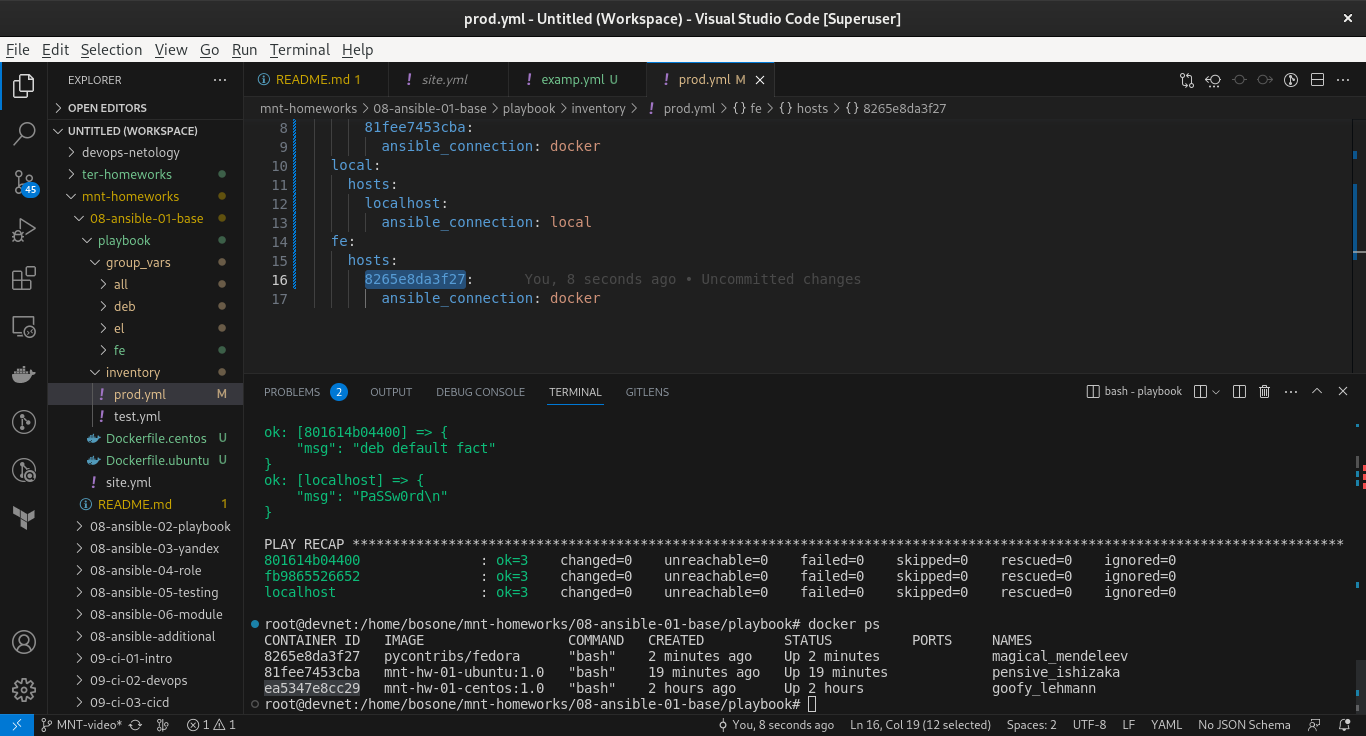 prod.yml - Untitled (Workspace) - Visual Studio Code [Superuser]
File Edit Selection View Go Run Terminal Help
EXPLORER
OPEN EDITORS
UNTITLED (WORKSPACE)
devops-netology
ter-homeworks
mnt-homeworks
08-ansible-01-base
playbook
group_vars
all
deb
el
fe
inventory
prod.yml M
test.yml
Dockerfile.centos U
Dockerfile.ubuntu U
site.yml
README.md 1
08-ansible-02-playbook
08-ansible-03-yandex
08-ansible-04-role
08-ansible-05-testing
08-ansible-06-module
08-ansible-additional
09-ci-01-intro
09-ci-02-devops
09-ci-03-cicd
45
README.md 1 site.yml examp.yml U prod.yml M
mnt-homeworks > 08-ansible-01-base > playbook > inventory > prod.yml > {} fe > {} hosts > {} 8265e8da3f27
8 81fee7453cba:
9 ansible_connection: docker
10 local:
11 hosts:
12 localhost:
13 ansible_connection: local
14 fe:
15 hosts:
16 8265e8da3f27: You, 8 seconds ago • Uncommitted changes
17 ansible_connection: docker
PROBLEMS 2 OUTPUT DEBUG CONSOLE TERMINAL GITLENS bash - playbook
ok: [801614b04400] => {
"msg": "deb default fact"
}
ok: [localhost] => {
"msg": "PaSSw0rd\n"
}
PLAY RECAP ****************************************************************************************************************************
801614b04400 : ok=3 changed=0 unreachable=0 failed=0 skipped=0 rescued=0 ignored=0
fb9865526652 : ok=3 changed=0 unreachable=0 failed=0 skipped=0 rescued=0 ignored=0
localhost : ok=3 changed=0 unreachable=0 failed=0 skipped=0 rescued=0 ignored=0
root@devnet:/home/bosone/mnt-homeworks/08-ansible-01-base/playbook# docker ps
CONTAINER ID IMAGE COMMAND CREATED STATUS PORTS NAMES
8265e8da3f27 pycontribs/fedora "bash" 2 minutes ago Up 2 minutes magical_mendeleev
81fee7453cba mnt-hw-01-ubuntu:1.0 "bash" 19 minutes ago Up 19 minutes pensive_ishizaka
ea5347e8cc29 mnt-hw-01-centos:1.0 "bash" 2 hours ago Up 2 hours goofy_lehmann
root@devnet:/home/bosone/mnt-homeworks/08-ansible-01-base/playbook#
MNT-video* 1 1 You, 8 seconds ago Ln 16, Col 19 (12 selected) Spaces: 2 UTF-8 LF YAML No JSON Schema